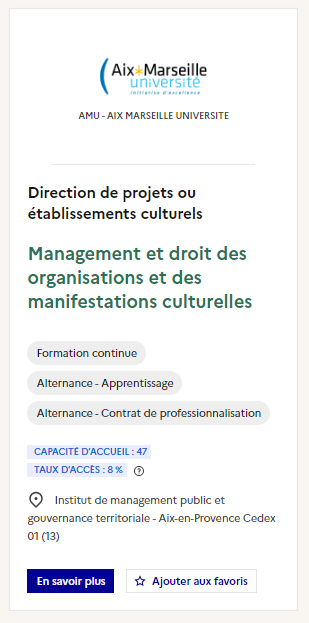 Aix✶Marseille
université
initiative d'excellence
AMU - AIX MARSEILLE UNIVERSITE
Direction de projets ou
établissements culturels
Management et droit des
organisations et des
manifestations culturelles
Formation continue
Alternance - Apprentissage
Alternance - Contrat de professionnalisation
CAPACITÉ D'ACCUEIL : 47
TAUX D'ACCÈS : 8 %
Institut de management public et
gouvernance territoriale - Aix-en-Provence Cedex
01 (13)
En savoir plus
Ajouter aux favoris